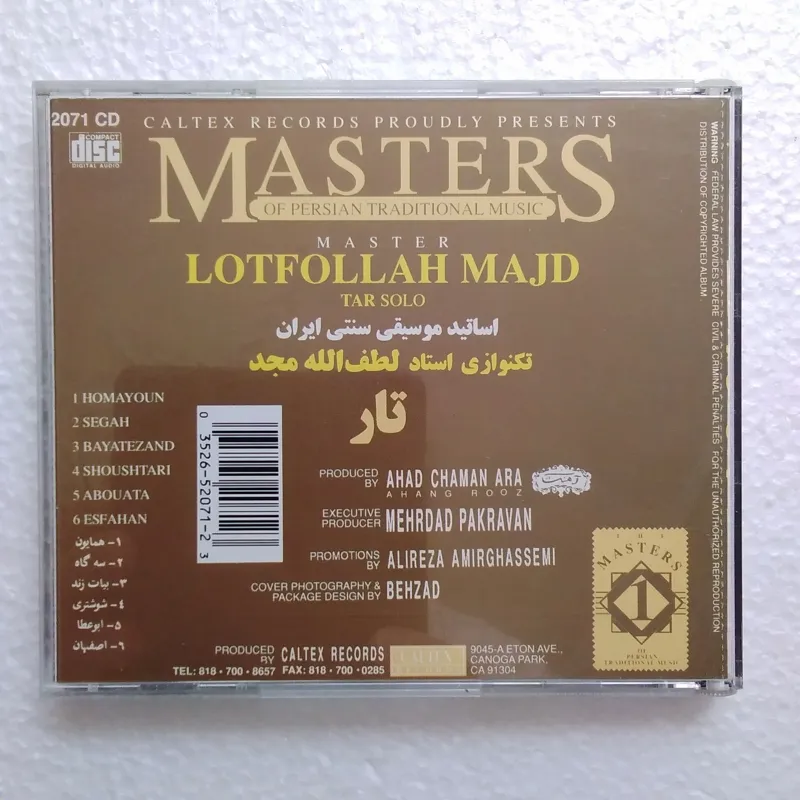 2071 CD
COMPACT
disc
DIGITAL AUDIO
CALTEX RECORDS PROUDLY PRESENTS
MASTERS
OF PERSIAN TRADITIONAL MUSIC
MASTER
LOTFOLLAH MAJD
TAR SOLO
اساتید موسیقی سنتی ایران
تکنوازی استاد لطف‌الله مجد
تار
1 HOMAYOUN
2 SEGAH
3 BAYATEZAND
4 SHOUSHTARI
5 ABOUATA
6 ESFAHAN
۱- همایون
۲- سه گاه
۳- بیات زند
۴- شوشتری
۵- ابوعطا
۶- اصفهان
0 3526-52071-2 3
PRODUCED BY AHAD CHAMAN ARA
AHANG ROOZ
EXECUTIVE PRODUCER MEHRDAD PAKRAVAN
PROMOTIONS BY ALIREZA AMIRGHASSEMI
COVER PHOTOGRAPHY & PACKAGE DESIGN BY BEHZAD
MASTERS
1
OF PERSIAN
TRADITIONAL MUSIC
PRODUCED BY CALTEX RECORDS
TEL: 818 · 700 · 8657 FAX: 818 · 700 · 0285
CALTEX
RECORDS
9045-A ETON AVE.,
CANOGA PARK,
CA 91304
WARNING FEDERAL LAW PROVIDES SEVERE CIVIL & CRIMINAL PENALTIES FOR THE UNAUTHORIZED REPRODUCTION
DISTRIBUTION OF COPYRIGHTED ALBUM